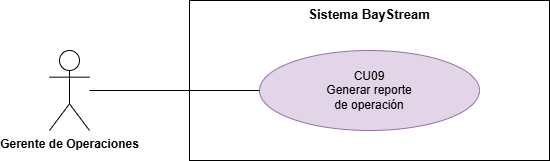 Sistema BayStream
CU09
Generar reporte
de operación
Gerente de Operaciones